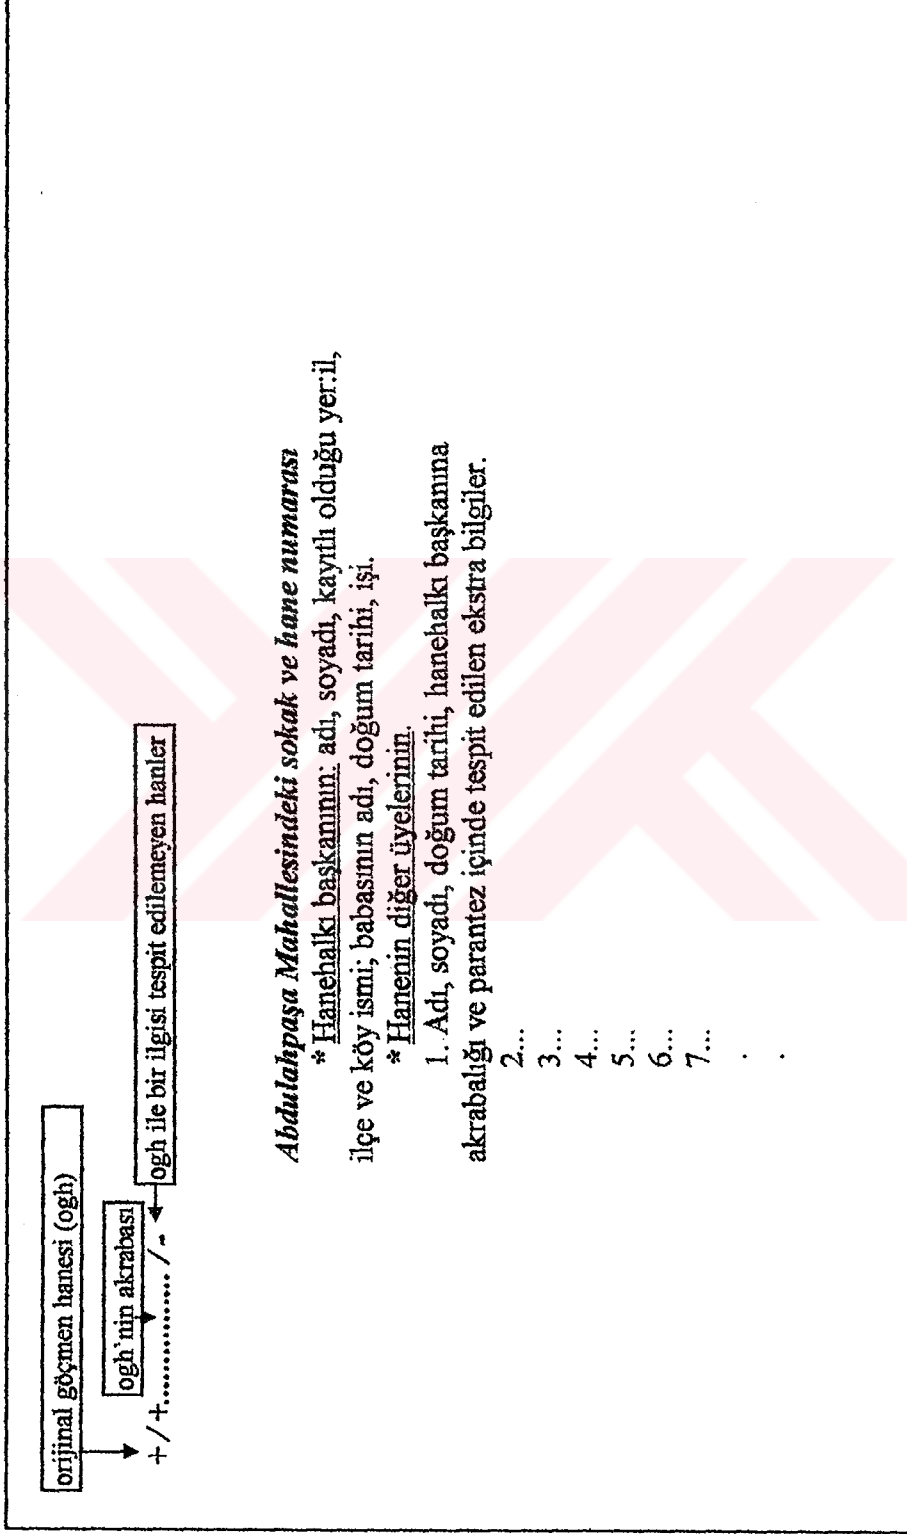 orijinal göçmen hanesi (ogh)
ogh`nin akrabası
ogh ile bir ilgisi tespit edilemeyen hanler
+ / +................ / -
Abdulahpaşa Mahallesindeki sokak ve hane numarası
* Hanehalkı başkanının: adı, soyadı, kayıtlı olduğu yer:il,
ilçe ve köy ismi; babasının adı, doğum tarihi, işi.
* Hanenin diğer üyelerinin.
1. Adı, soyadı, doğum tarihi, hanehalkı başkanına
akrabalığı ve parantez içinde tespit edilen ekstra bilgiler.
2...
3...
4...
5...
6...
7...
.
.